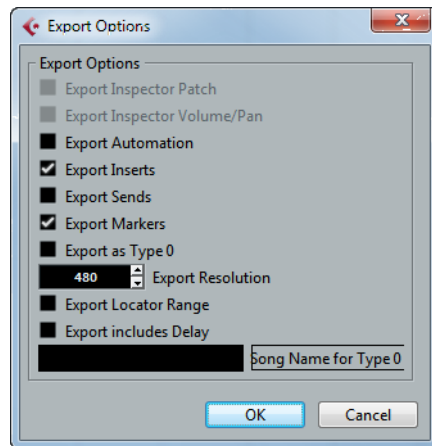 Export Options
Export Options
Export Inspector Patch
Export Inspector Volume/Pan
Export Automation
Export Inserts
Export Sends
Export Markers
Export as Type 0
480 Export Resolution
Export Locator Range
Export includes Delay
Song Name for Type 0
OK Cancel